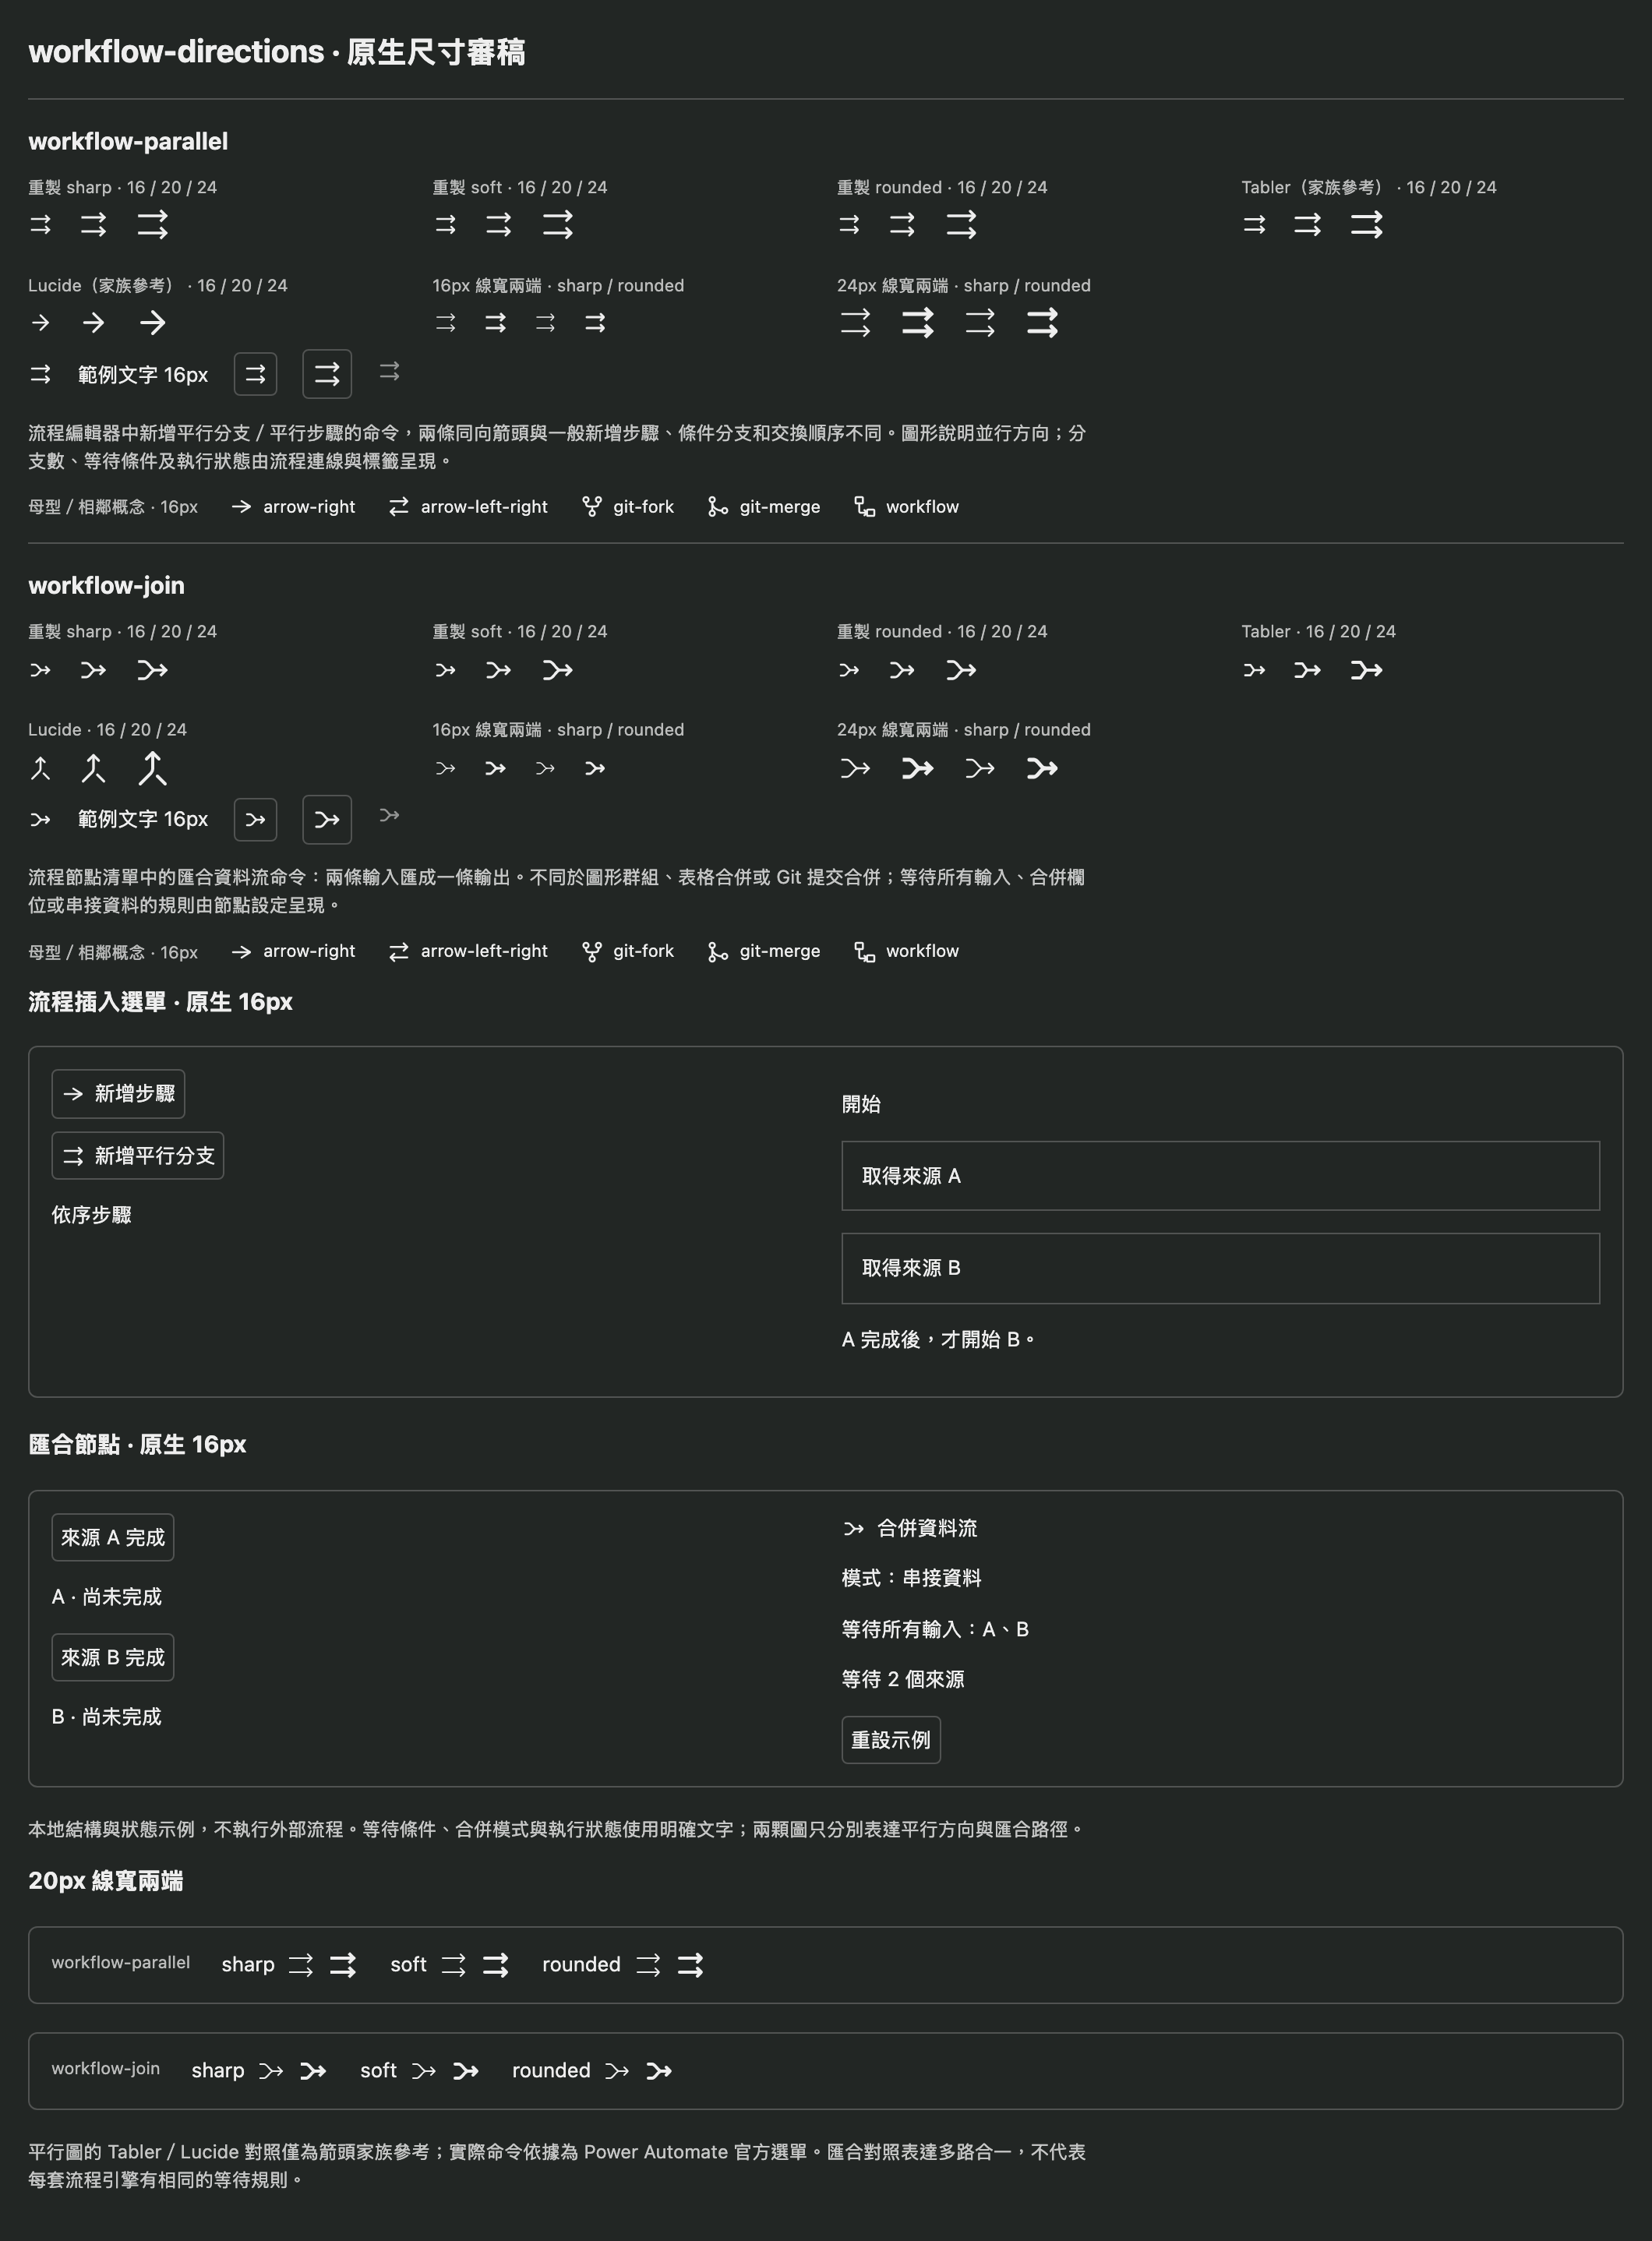 workflow-directions · 原生尺寸審稿
workflow-parallel
重製 sharp · 16 / 20 / 24
重製 soft · 16 / 20 / 24
重製 rounded · 16 / 20 / 24
Tabler（家族參考） · 16 / 20 / 24
Lucide（家族參考） · 16 / 20 / 24
16px 線寬兩端 · sharp / rounded
24px 線寬兩端 · sharp / rounded
範例文字 16px
流程編輯器中新增平行分支 / 平行步驟的命令，兩條同向箭頭與一般新增步驟、條件分支和交換順序不同。圖形說明並行方向；分
支數、等待條件及執行狀態由流程連線與標籤呈現。
母型 / 相鄰概念 · 16px
arrow-right
arrow-left-right
git-fork
git-merge
workflow
workflow-join
重製 sharp · 16 / 20 / 24
重製 soft · 16 / 20 / 24
重製 rounded · 16 / 20 / 24
Tabler · 16 / 20 / 24
Lucide · 16 / 20 / 24
16px 線寬兩端 · sharp / rounded
24px 線寬兩端 · sharp / rounded
範例文字 16px
流程節點清單中的匯合資料流命令：兩條輸入匯成一條輸出。不同於圖形群組、表格合併或 Git 提交合併；等待所有輸入、合併欄
位或串接資料的規則由節點設定呈現。
母型 / 相鄰概念 · 16px
arrow-right
arrow-left-right
git-fork
git-merge
workflow
流程插入選單 · 原生 16px
新增步驟
新增平行分支
依序步驟
開始
取得來源 A
取得來源 B
A 完成後，才開始 B。
匯合節點 · 原生 16px
來源 A 完成
A · 尚未完成
來源 B 完成
B · 尚未完成
合併資料流
模式：串接資料
等待所有輸入：A、B
等待 2 個來源
重設示例
本地結構與狀態示例，不執行外部流程。等待條件、合併模式與執行狀態使用明確文字；兩顆圖只分別表達平行方向與匯合路徑。
20px 線寬兩端
workflow-parallel
sharp
soft
rounded
workflow-join
sharp
soft
rounded
平行圖的 Tabler / Lucide 對照僅為箭頭家族參考；實際命令依據為 Power Automate 官方選單。匯合對照表達多路合一，不代表
每套流程引擎有相同的等待規則。